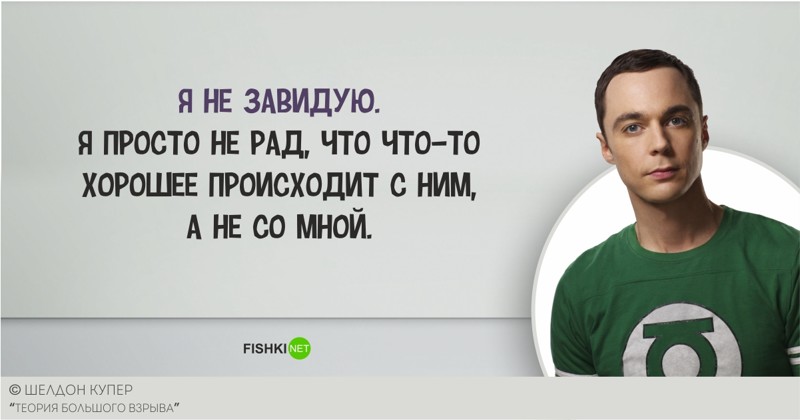 Я НЕ ЗАВИДУЮ.
Я ПРОСТО НЕ РАД, ЧТО ЧТО-ТО
ХОРОШЕЕ ПРОИСХОДИТ С НИМ,
А НЕ СО МНОЙ.
FISHKI NET
© ШЕЛДОН КУПЕР
"ТЕОРИЯ БОЛЬШОГО ВЗРЫВА"